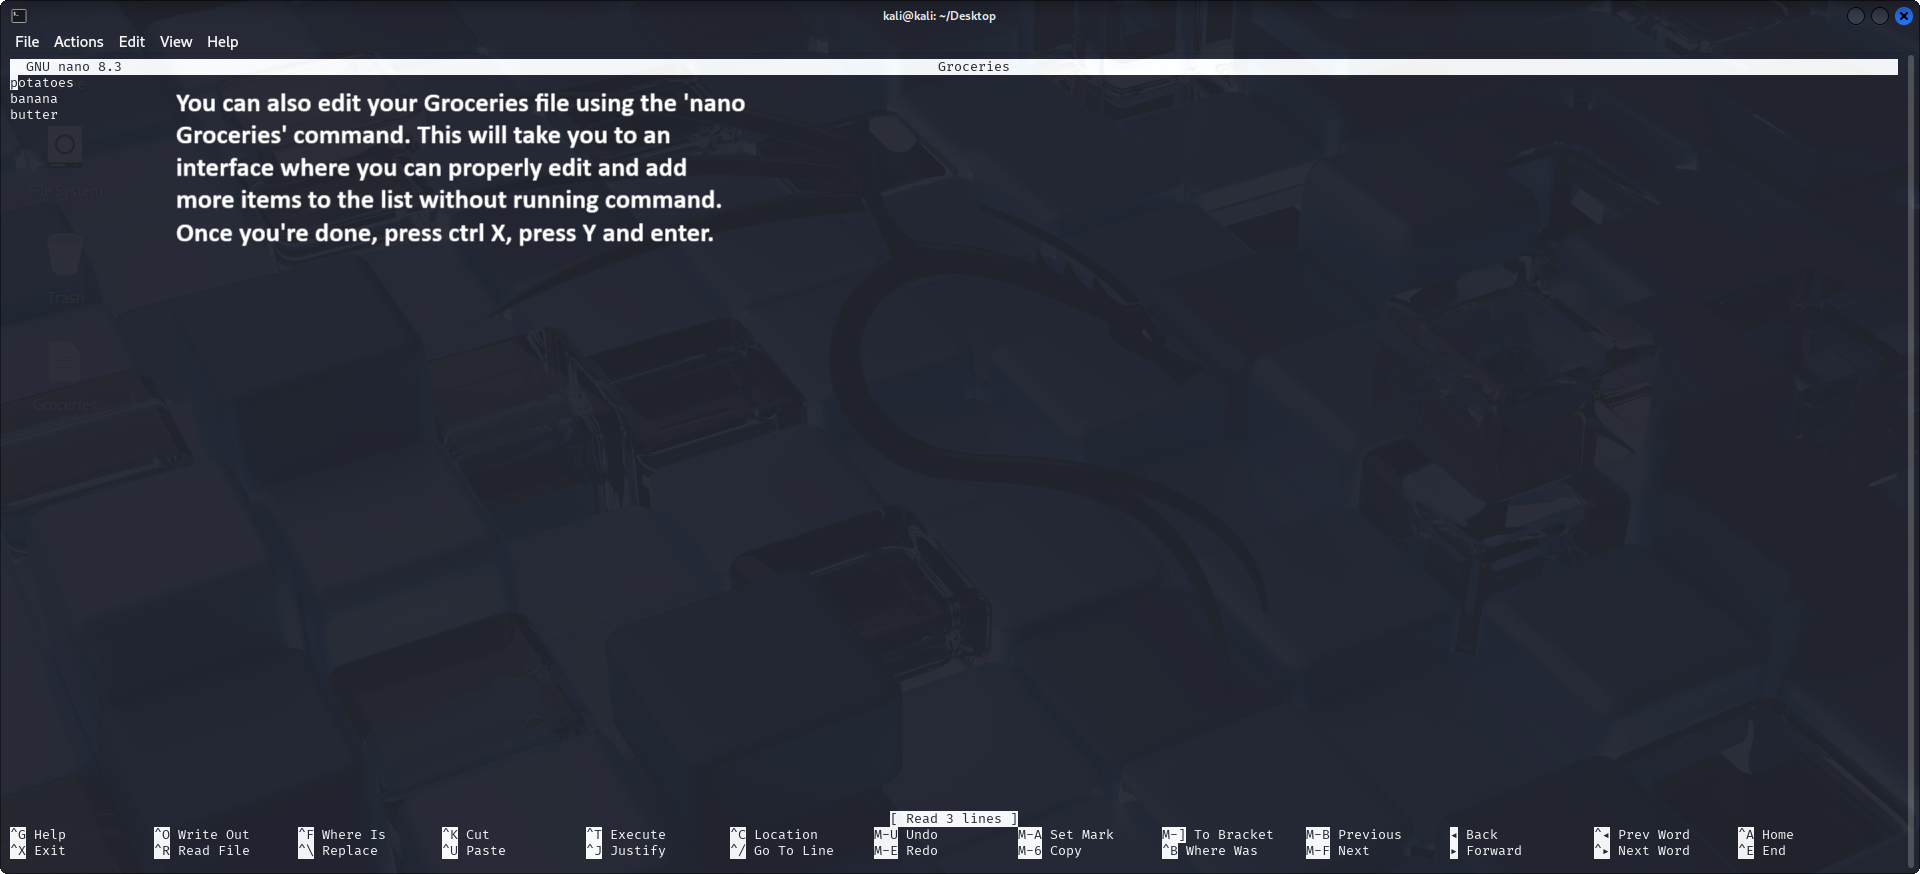 kali@kali: ~/Desktop
File Actions Edit View Help
GNU nano 8.3 Groceries
potatoes
banana
butter
You can also edit your Groceries file using the 'nano
Groceries' command. This will take you to an
interface where you can properly edit and add
more items to the list without running command.
Once you're done, press ctrl X, press Y and enter.
File System
Trash
Groceries
[ Read 3 lines ]
^G Help ^O Write Out ^F Where Is ^K Cut ^T Execute ^C Location M-U Undo M-A Set Mark M-] To Bracket M-B Previous ◂ Back ^◂ Prev Word ^A Home
^X Exit ^R Read File ^\ Replace ^U Paste ^J Justify ^/ Go To Line M-E Redo M-6 Copy ^B Where Was M-F Next ▸ Forward ^▸ Next Word ^E End